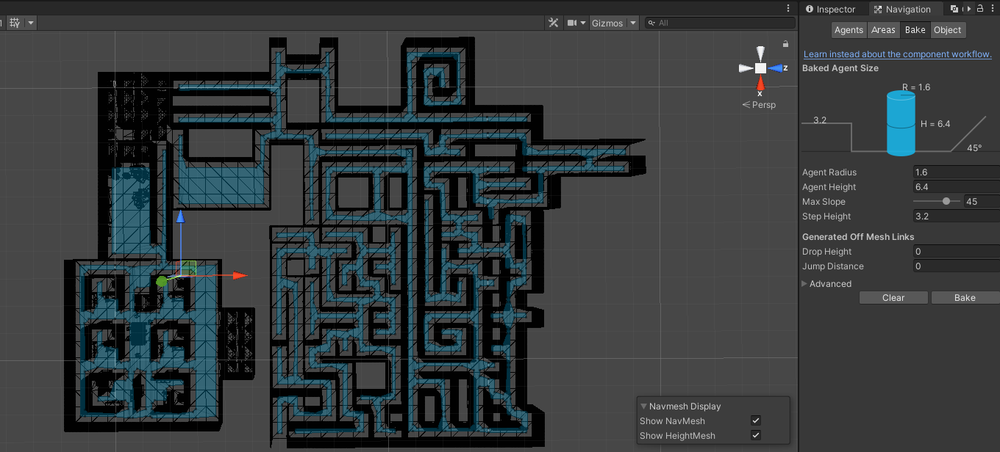 Inspector
Navigation
Gizmos
All
Agents
Areas
Bake
Object
Learn instead about the component workflow.
Baked Agent Size
R = 1.6
3.2
H = 6.4
45°
z
x
Persp
Agent Radius 1.6
Agent Height 6.4
Max Slope 45
Step Height 3.2
Generated Off Mesh Links
Drop Height 0
Jump Distance 0
Advanced
Clear
Bake
Navmesh Display
Show NavMesh
Show HeightMesh